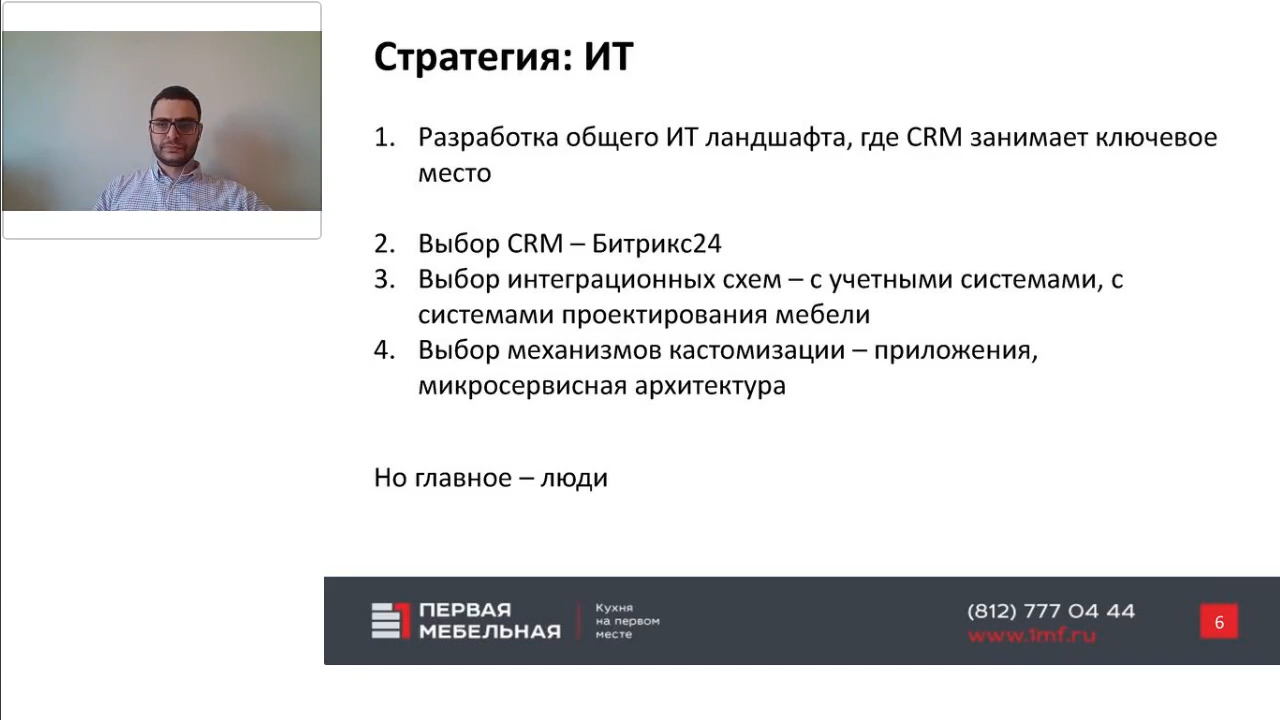 Стратегия: ИТ
1. Разработка общего ИТ ландшафта, где CRM занимает ключевое
место
2. Выбор CRM – Битрикс24
3. Выбор интеграционных схем – с учетными системами, с
системами проектирования мебели
4. Выбор механизмов кастомизации – приложения,
микросервисная архитектура
Но главное – люди
ПЕРВАЯ
МЕБЕЛЬНАЯ
Кухня
на первом
месте
(812) 777 04 44
www.1mf.ru
6